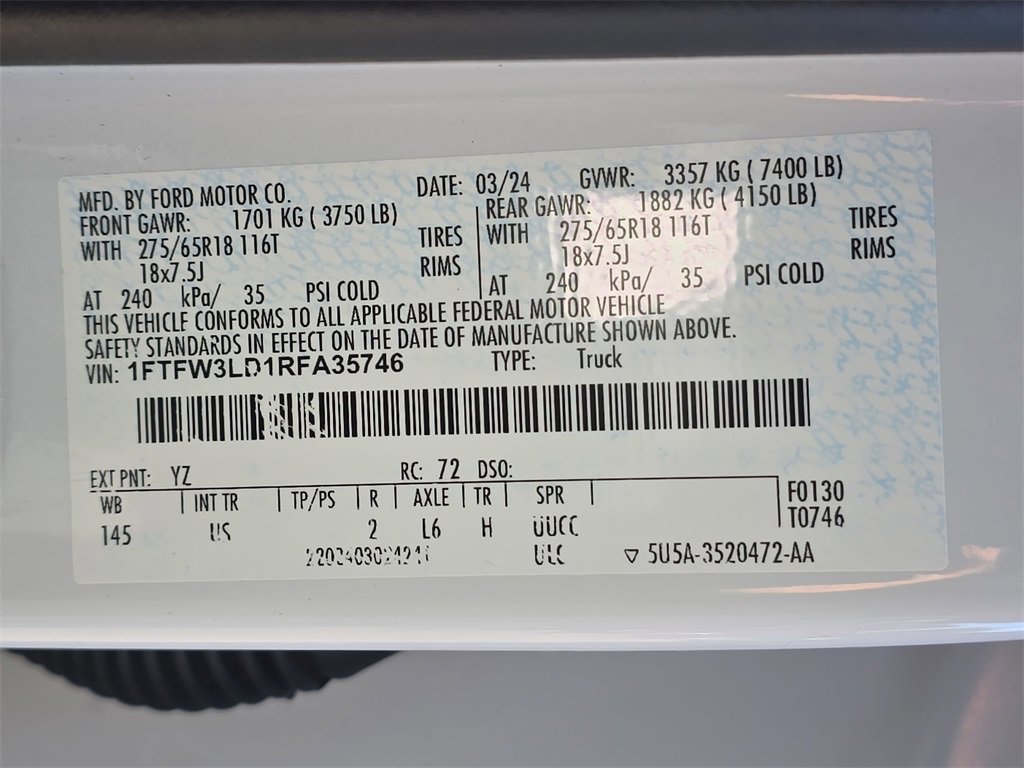 MFD. BY FORD MOTOR CO. DATE: 03/24 GVWR: 3357 KG ( 7400 LB)
FRONT GAWR: 1701 KG ( 3750 LB) REAR GAWR: 1882 KG ( 4150 LB)
WITH 275/65R18 116T TIRES WITH 275/65R18 116T TIRES
18x7.5J RIMS 18x7.5J RIMS
AT 240 kPa/ 35 PSI COLD AT 240 kPa/ 35 PSI COLD
THIS VEHICLE CONFORMS TO ALL APPLICABLE FEDERAL MOTOR VEHICLE
SAFETY STANDARDS IN EFFECT ON THE DATE OF MANUFACTURE SHOWN ABOVE.
VIN: 1FTFW3LD1RFA35746 TYPE: Truck
EXT PNT: YZ RC: 72 DSO:
WB INT TR TP/PS R AXLE TR SPR F0130
145 US 2 L6 H UUCC T0746
▽ 5U5A-3520472-AA